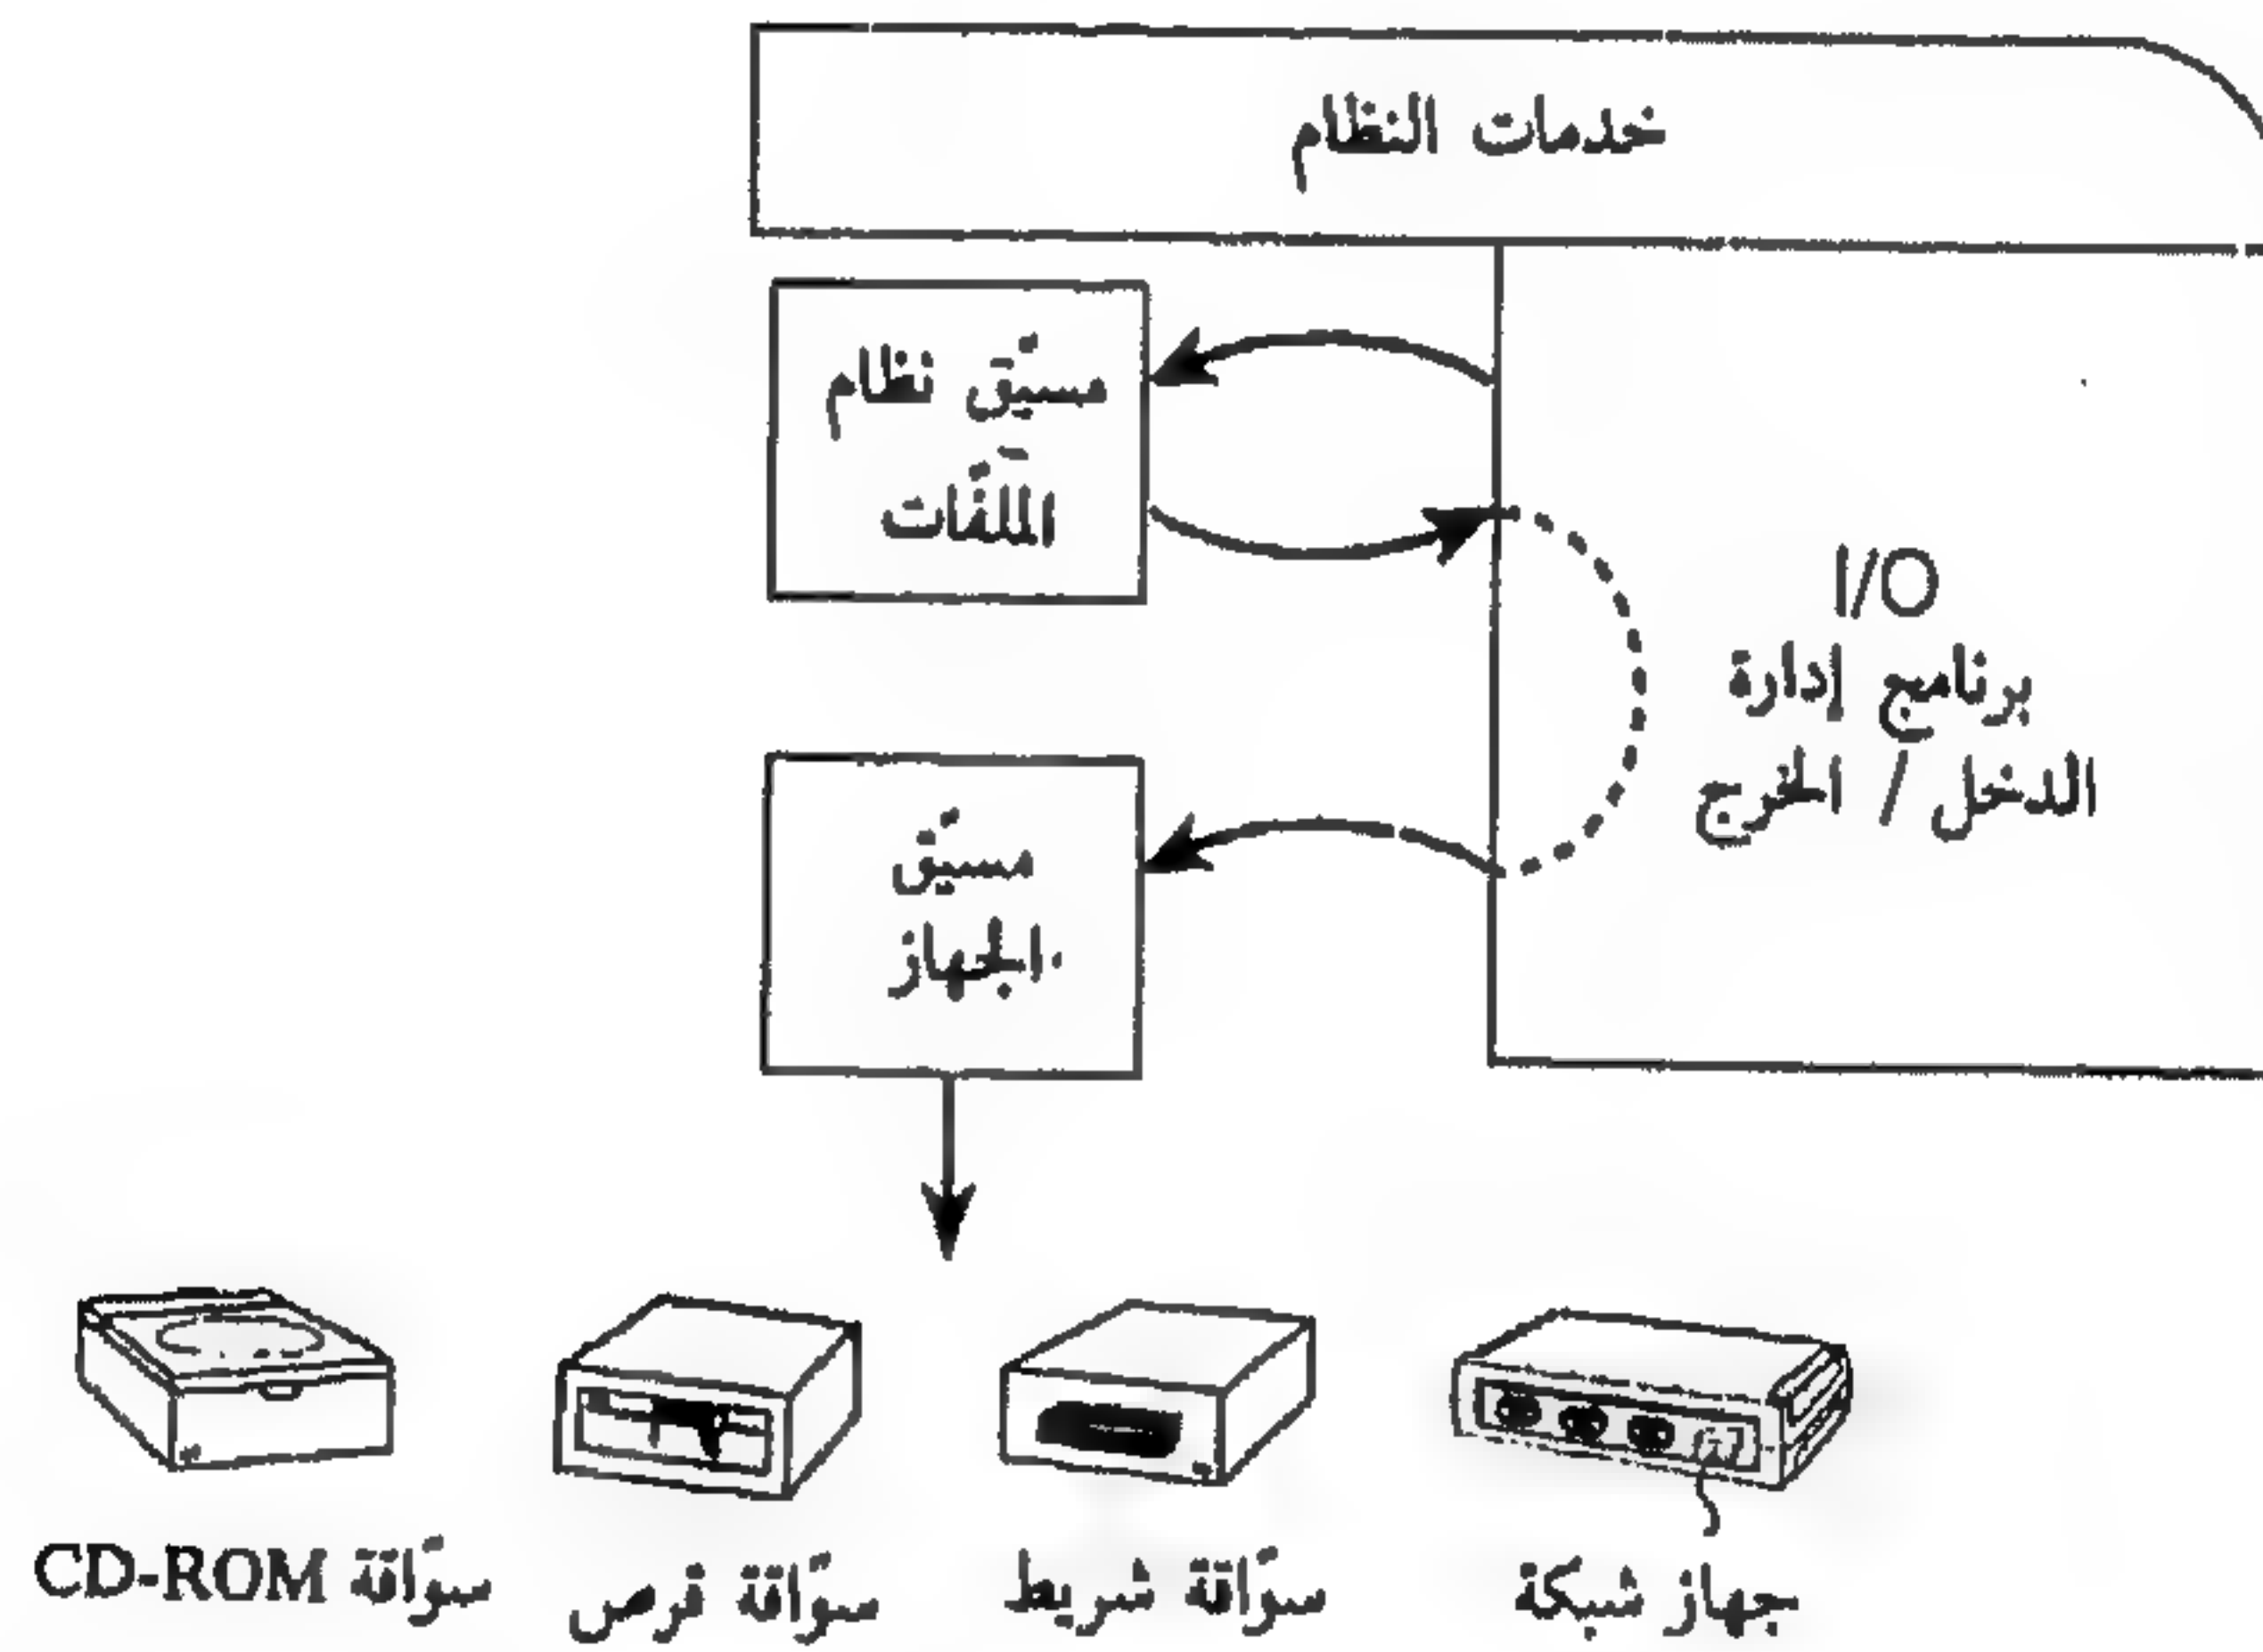 خدمات النظام
مسيّق نظام
الملفّات
I/O
برنامج إدارة
الدخل / الخرج
مسيّق
الجهاز
جهاز شبكة
سوّاقة شريط
سوّاقة قرص
سوّاقة CD-ROM